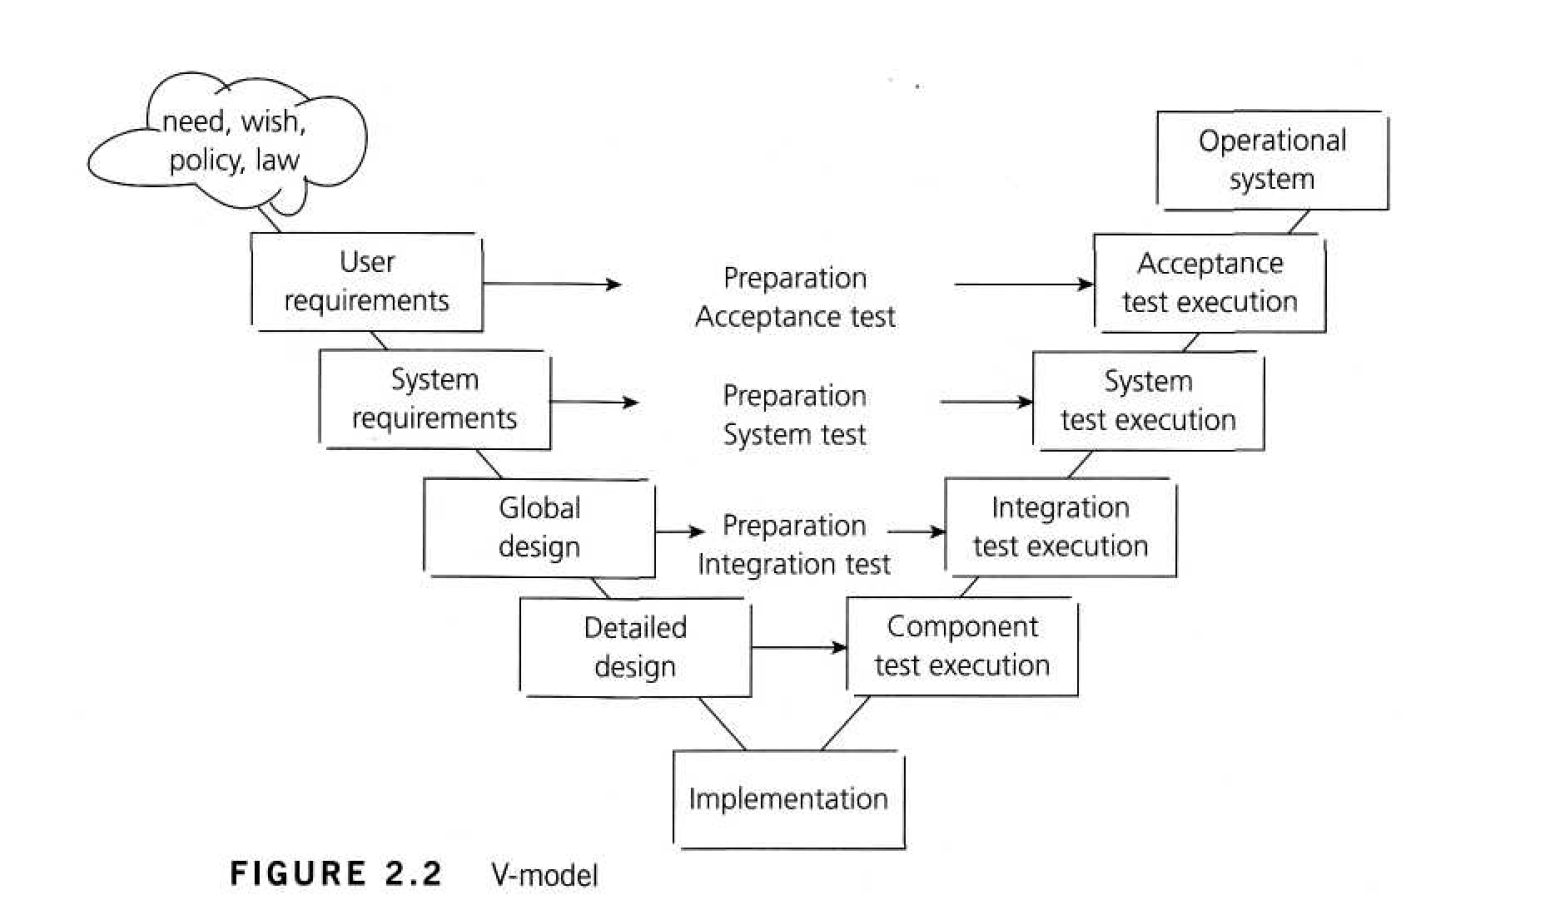 need, wish,
policy, law
Operational
system
User
requirements
Preparation
Acceptance test
Acceptance
test execution
System
requirements
Preparation
System test
System
test execution
Global
design
Preparation
Integration test
Integration
test execution
Detailed
design
Component
test execution
Implementation
FIGURE 2.2 V-model